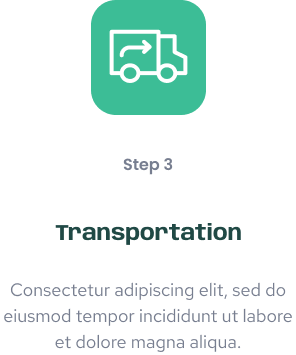 Step 3
Transportation
Consectetur adipiscing elit, sed do
eiusmod tempor incididunt ut labore
et dolore magna aliqua.